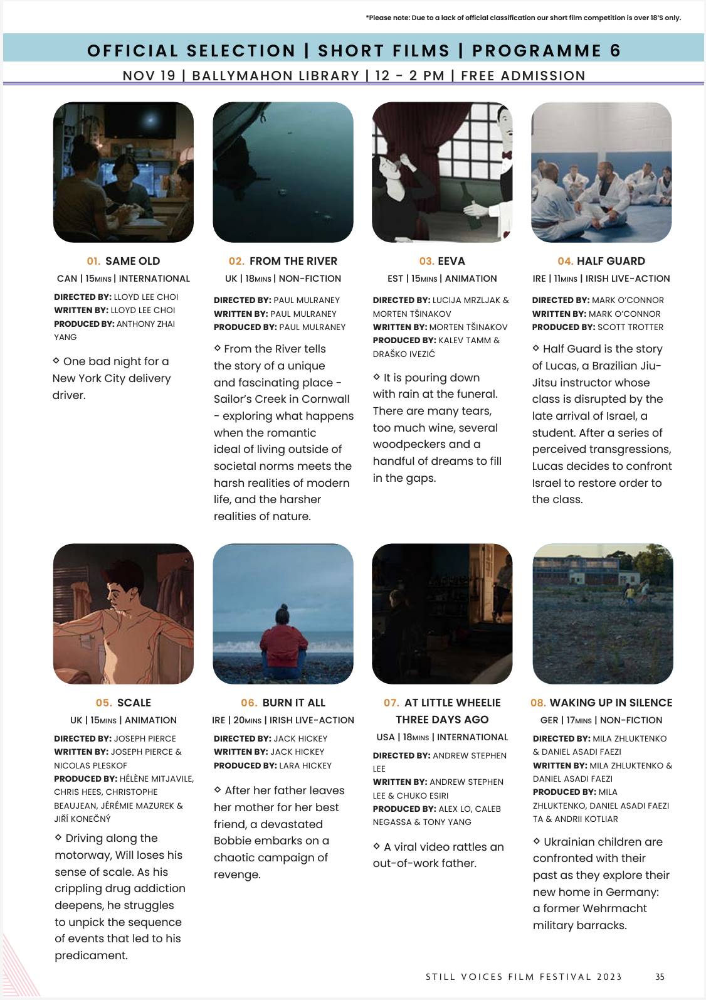 *Please note: Due to a lack of official classification our short film competition is over 18'S only.
OFFICIAL SELECTION | SHORT FILMS | PROGRAMME 6
NOV 19 | BALLYMAHON LIBRARY | 12 - 2 PM | FREE ADMISSION
01. SAME OLD
CAN | 15MINS | INTERNATIONAL
DIRECTED BY: LLOYD LEE CHOI
WRITTEN BY: LLOYD LEE CHOI
PRODUCED BY: ANTHONY ZHAI
YANG
⋄ One bad night for a
New York City delivery
driver.
02. FROM THE RIVER
UK | 18MINS | NON-FICTION
DIRECTED BY: PAUL MULRANEY
WRITTEN BY: PAUL MULRANEY
PRODUCED BY: PAUL MULRANEY
⋄ From the River tells
the story of a unique
and fascinating place -
Sailor's Creek in Cornwall
- exploring what happens
when the romantic
ideal of living outside of
societal norms meets the
harsh realities of modern
life, and the harsher
realities of nature.
03. EEVA
EST | 15MINS | ANIMATION
DIRECTED BY: LUCIJA MRZLJAK &
MORTEN TŠINAKOV
WRITTEN BY: MORTEN TŠINAKOV
PRODUCED BY: KALEV TAMM &
DRAŠKO IVEZIĆ
⋄ It is pouring down
with rain at the funeral.
There are many tears,
too much wine, several
woodpeckers and a
handful of dreams to fill
in the gaps.
04. HALF GUARD
IRE | 11MINS | IRISH LIVE-ACTION
DIRECTED BY: MARK O'CONNOR
WRITTEN BY: MARK O'CONNOR
PRODUCED BY: SCOTT TROTTER
⋄ Half Guard is the story
of Lucas, a Brazilian Jiu-
Jitsu instructor whose
class is disrupted by the
late arrival of Israel, a
student. After a series of
perceived transgressions,
Lucas decides to confront
Israel to restore order to
the class.
05. SCALE
UK | 15MINS | ANIMATION
DIRECTED BY: JOSEPH PIERCE
WRITTEN BY: JOSEPH PIERCE &
NICOLAS PLESKOF
PRODUCED BY: HÉLÈNE MITJAVILE,
CHRIS HEES, CHRISTOPHE
BEAUJEAN, JÉRÉMIE MAZUREK &
JIŘÍ KONEČNÝ
⋄ Driving along the
motorway, Will loses his
sense of scale. As his
crippling drug addiction
deepens, he struggles
to unpick the sequence
of events that led to his
predicament.
06. BURN IT ALL
IRE | 20MINS | IRISH LIVE-ACTION
DIRECTED BY: JACK HICKEY
WRITTEN BY: JACK HICKEY
PRODUCED BY: LARA HICKEY
⋄ After her father leaves
her mother for her best
friend, a devastated
Bobbie embarks on a
chaotic campaign of
revenge.
07. AT LITTLE WHEELIE
THREE DAYS AGO
USA | 18MINS | INTERNATIONAL
DIRECTED BY: ANDREW STEPHEN
LEE
WRITTEN BY: ANDREW STEPHEN
LEE & CHUKO ESIRI
PRODUCED BY: ALEX LO, CALEB
NEGASSA & TONY YANG
⋄ A viral video rattles an
out-of-work father.
08. WAKING UP IN SILENCE
GER | 17MINS | NON-FICTION
DIRECTED BY: MILA ZHLUKTENKO
& DANIEL ASADI FAEZI
WRITTEN BY: MILA ZHLUKTENKO &
DANIEL ASADI FAEZI
PRODUCED BY: MILA
ZHLUKTENKO, DANIEL ASADI FAEZI
TA & ANDRII KOTLIAR
⋄ Ukrainian children are
confronted with their
past as they explore their
new home in Germany:
a former Wehrmacht
military barracks.
STILL VOICES FILM FESTIVAL 2023 35